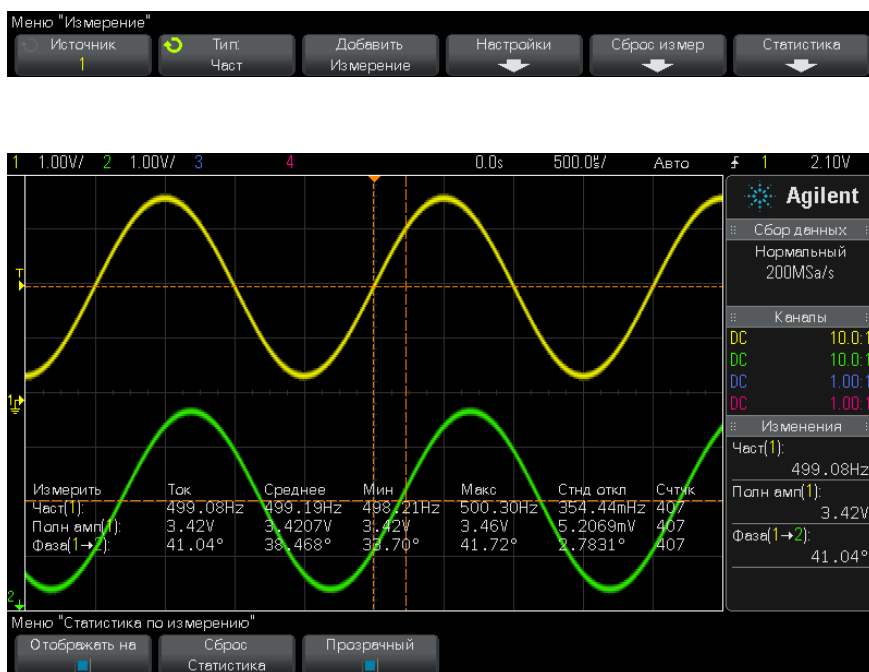 Меню "Измерение"
Источник
1
Тип:
Част
Добавить
Измерение
Настройки
Сброс измер
Статистика
1 1.00V/ 2 1.00V/ 3 4 0.0s 500.0㎲/ Авто 1 2.10V
Agilent
Сбор данных
Нормальный
200MSa/s
Каналы
DC 10.0:1
DC 10.0:1
DC 1.00:1
DC 1.00:1
Изменения
Част(1):
499.08Hz
Полн амп(1):
3.42V
Фаза(1→2):
41.04°
T
1
2
Измерить Ток Среднее Мин Макс Стнд откл Счтчк
Част(1): 499.08Hz 499.19Hz 498.21Hz 500.30Hz 354.44mHz 407
Полн амп(1): 3.42V 3.4207V 3.42V 3.46V 5.2069mV 407
Фаза(1→2): 41.04° 38.468° 33.70° 41.72° 2.7831° 407
Меню "Статистика по измерению"
Отображать на
Сброс
Статистика
Прозрачный